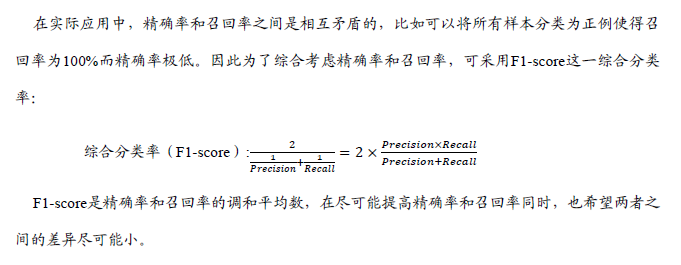 在实际应用中，精确率和召回率之间是相互矛盾的，比如可以将所有样本分类为正例使得召
回率为100%而精确率极低。因此为了综合考虑精确率和召回率，可采用F1-score这一综合分类
率：
综合分类率（F1-score）:$\frac{2}{\frac{1}{Precision}+\frac{1}{Recall}} = 2 \times \frac{Precision \times Recall}{Precision+Recall}$
F1-score是精确率和召回率的调和平均数，在尽可能提高精确率和召回率同时，也希望两者之
间的差异尽可能小。